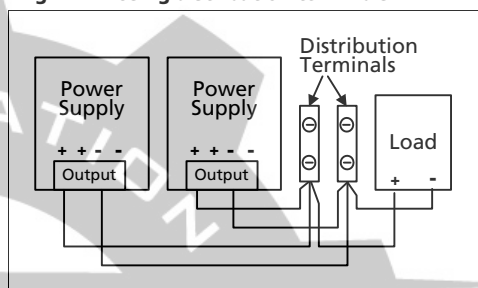 Distribution
Terminals
Power
Supply
+ + - -
Output
Power
Supply
+ + - -
Output
Load
+ -